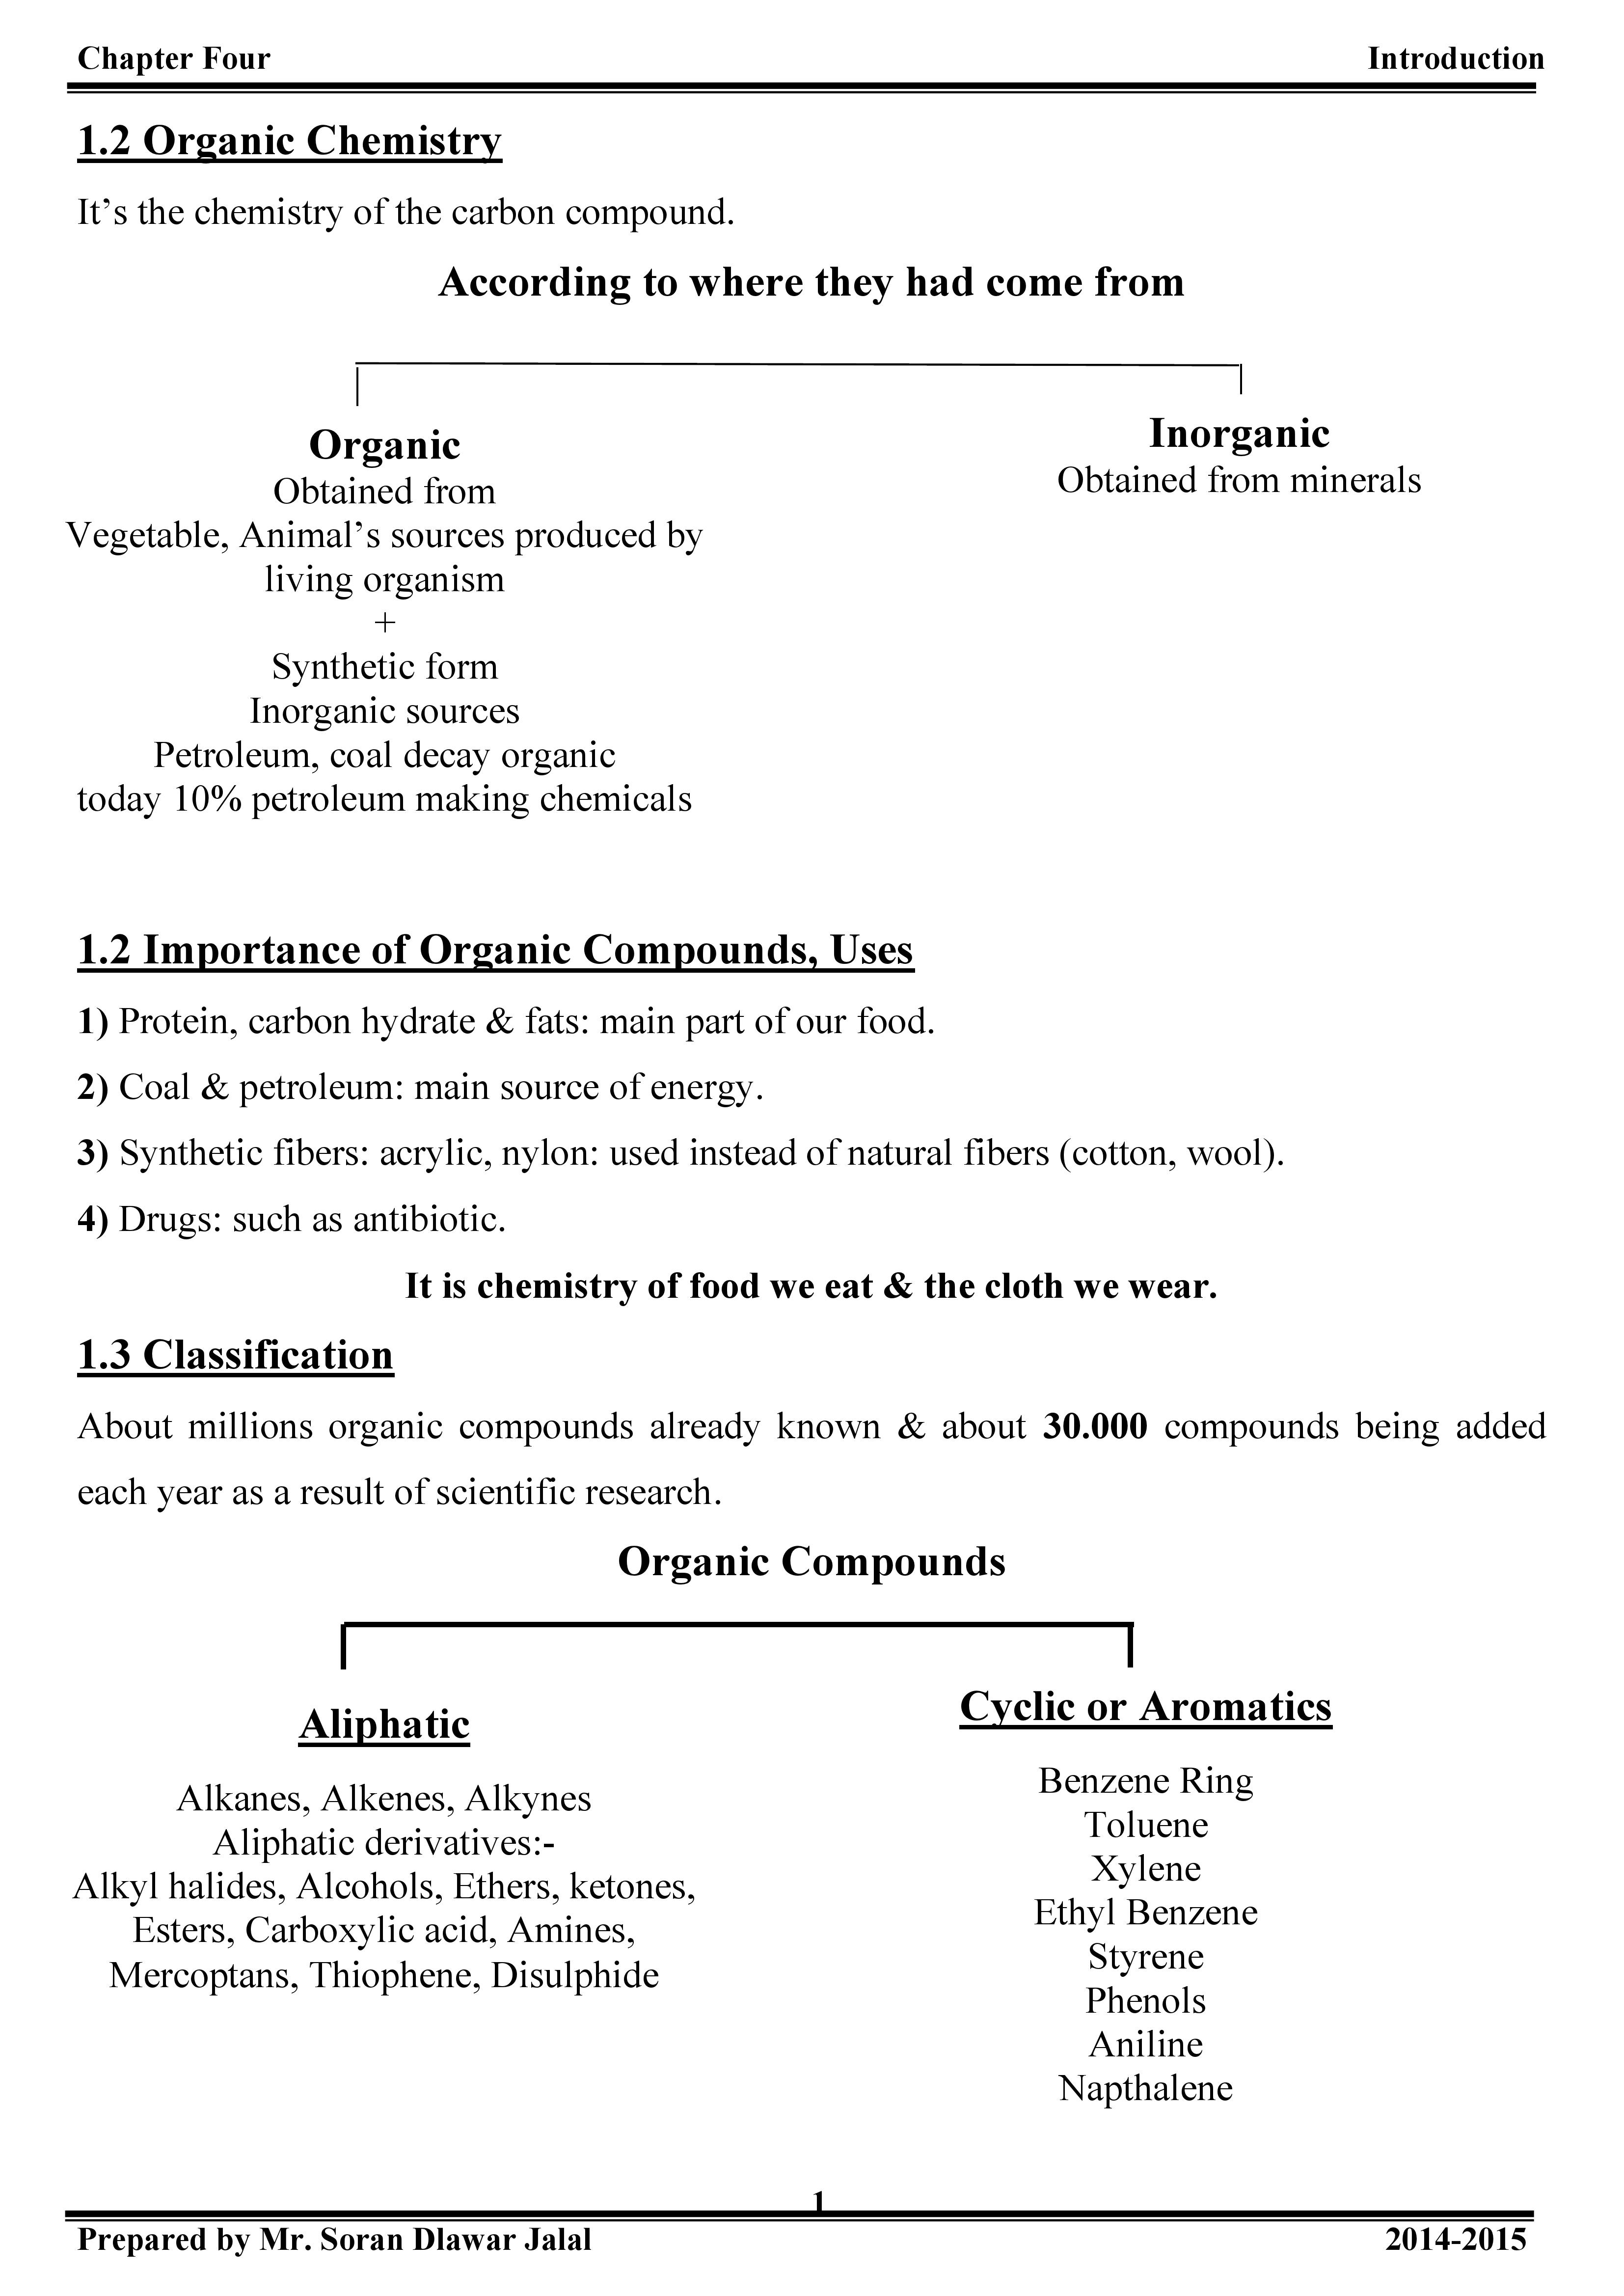 Chapter Four Introduction
1.2 Organic Chemistry
It’s the chemistry of the carbon compound.
According to where they had come from
Organic
Obtained from
Vegetable, Animal’s sources produced by
living organism
+
Synthetic form
Inorganic sources
Petroleum, coal decay organic
today 10% petroleum making chemicals
Inorganic
Obtained from minerals
1.2 Importance of Organic Compounds, Uses
1) Protein, carbon hydrate & fats: main part of our food.
2) Coal & petroleum: main source of energy.
3) Synthetic fibers: acrylic, nylon: used instead of natural fibers (cotton, wool).
4) Drugs: such as antibiotic.
It is chemistry of food we eat & the cloth we wear.
1.3 Classification
About millions organic compounds already known & about 30.000 compounds being added
each year as a result of scientific research.
Organic Compounds
Aliphatic
Alkanes, Alkenes, Alkynes
Aliphatic derivatives:-
Alkyl halides, Alcohols, Ethers, ketones,
Esters, Carboxylic acid, Amines,
Mercoptans, Thiophene, Disulphide
Cyclic or Aromatics
Benzene Ring
Toluene
Xylene
Ethyl Benzene
Styrene
Phenols
Aniline
Napthalene
1
Prepared by Mr. Soran Dlawar Jalal 2014-2015